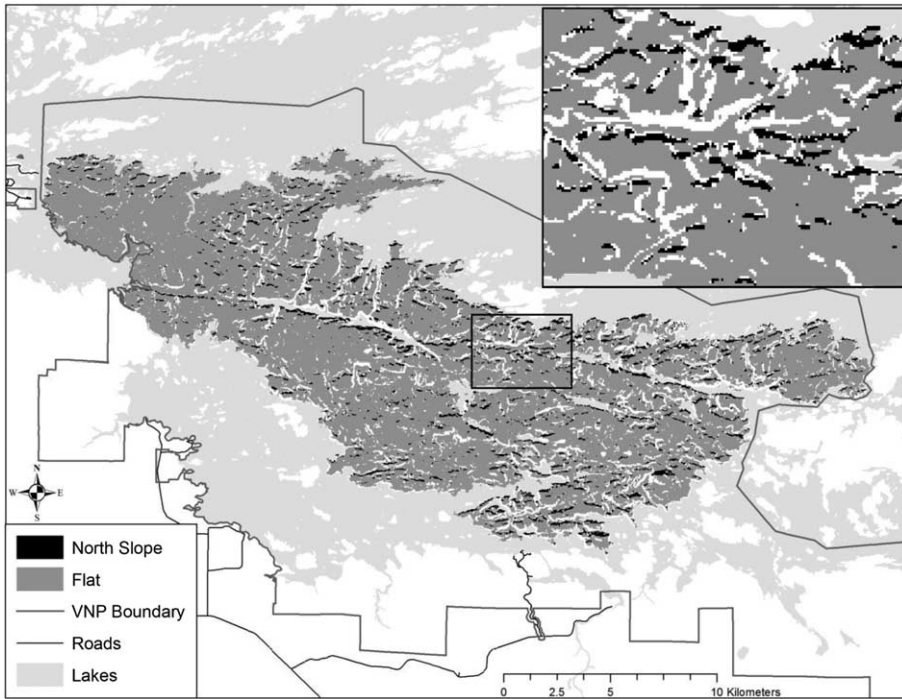 N
W E
S
North Slope
Flat
VNP Boundary
Roads
Lakes
0 2.5 5 10 Kilometers